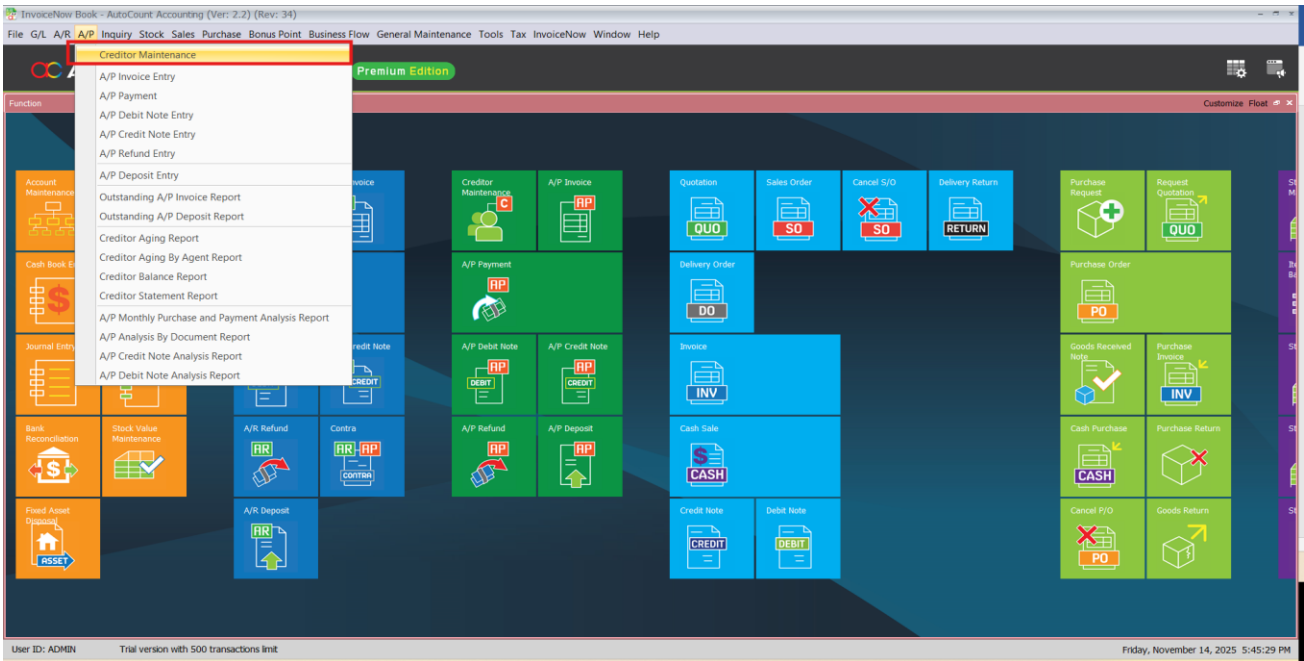 InvoiceNow Book - AutoCount Accounting (Ver: 2.2) (Rev: 34)
File G/L A/R A/P Inquiry Stock Sales Purchase Bonus Point Business Flow General Maintenance Tools Tax InvoiceNow Window Help
Creditor Maintenance
A/P Invoice Entry
A/P Payment
A/P Debit Note Entry
A/P Credit Note Entry
A/P Refund Entry
A/P Deposit Entry
Outstanding A/P Invoice Report
Outstanding A/P Deposit Report
Creditor Aging Report
Creditor Aging By Agent Report
Creditor Balance Report
Creditor Statement Report
A/P Monthly Purchase and Payment Analysis Report
A/P Analysis By Document Report
A/P Credit Note Analysis Report
A/P Debit Note Analysis Report
Premium Edition
Function
Customize Float
Account
Maintenance
Creditor
Maintenance
C
A/P Invoice
AP
Quotation
QUO
Sales Order
SO
Cancel S/O
SO
Delivery Return
RETURN
Purchase
Request
Request
Quotation
QUO
A/P Payment
AP
Delivery Order
DO
Purchase Order
PO
Journal Entry
A/P Debit Note
AP
DEBIT
A/P Credit Note
AP
CREDIT
Invoice
INV
Goods Received
Note
Purchase
Invoice
INV
Bank
Reconciliation
Stock Value
Maintenance
A/R Refund
AR
Contra
AR AP
CONTRA
A/P Refund
AP
A/P Deposit
AP
Cash Sale
CASH
Cash Purchase
CASH
Purchase Return
Fixed Asset
Disposal
ASSET
A/R Deposit
AR
Credit Note
CREDIT
Debit Note
DEBIT
Cancel P/O
PO
Goods Return
User ID: ADMIN
Trial version with 500 transactions limit
Friday, November 14, 2025 5:45:29 PM